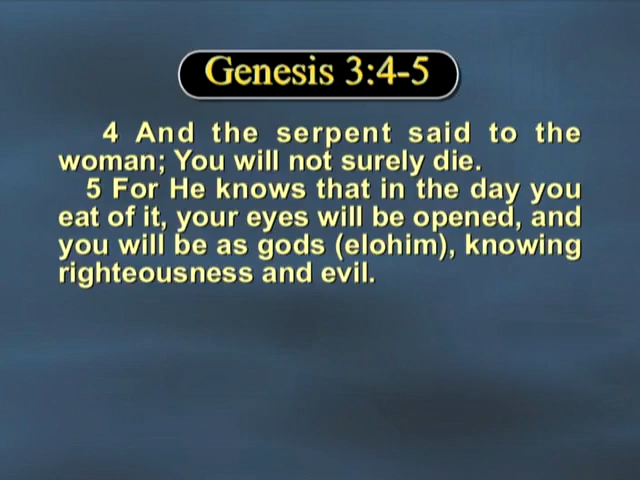 Genesis 3:4-5
4 And the serpent said to the
woman; You will not surely die.
5 For He knows that in the day you
eat of it, your eyes will be opened, and
you will be as gods (elohim), knowing
righteousness and evil.